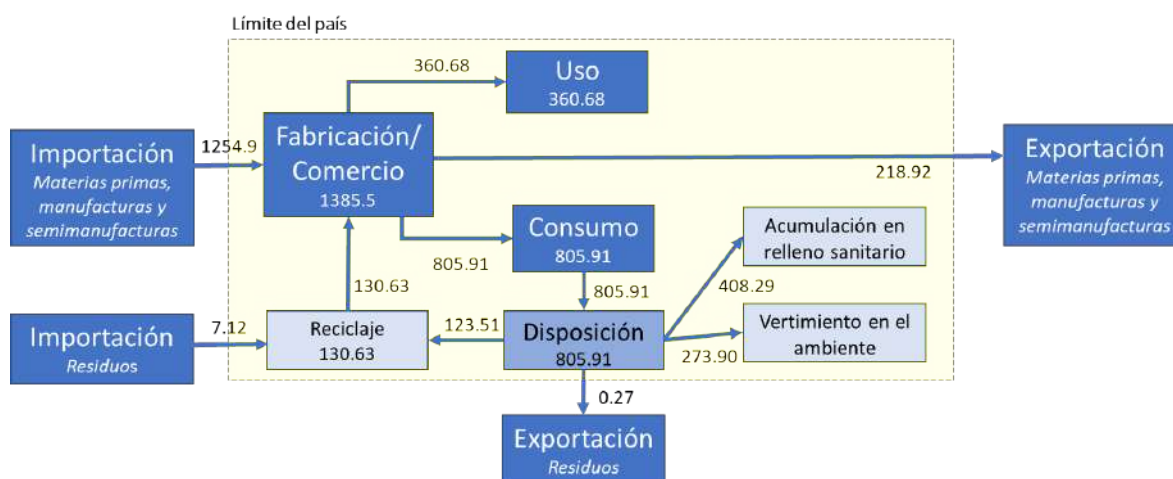 Límite del país
360.68
Uso
360.68
Importación
Materias primas,
manufacturas y
semimanufacturas
1254.9
Fabricación/
Comercio
1385.5
218.92
Exportación
Materias primas,
manufacturas y
semimanufacturas
805.91
Consumo
805.91
Acumulación en
relleno sanitario
130.63
805.91
408.29
Importación
Residuos
7.12
Reciclaje
130.63
123.51
Disposición
805.91
273.90
Vertimiento en el
ambiente
0.27
Exportación
Residuos